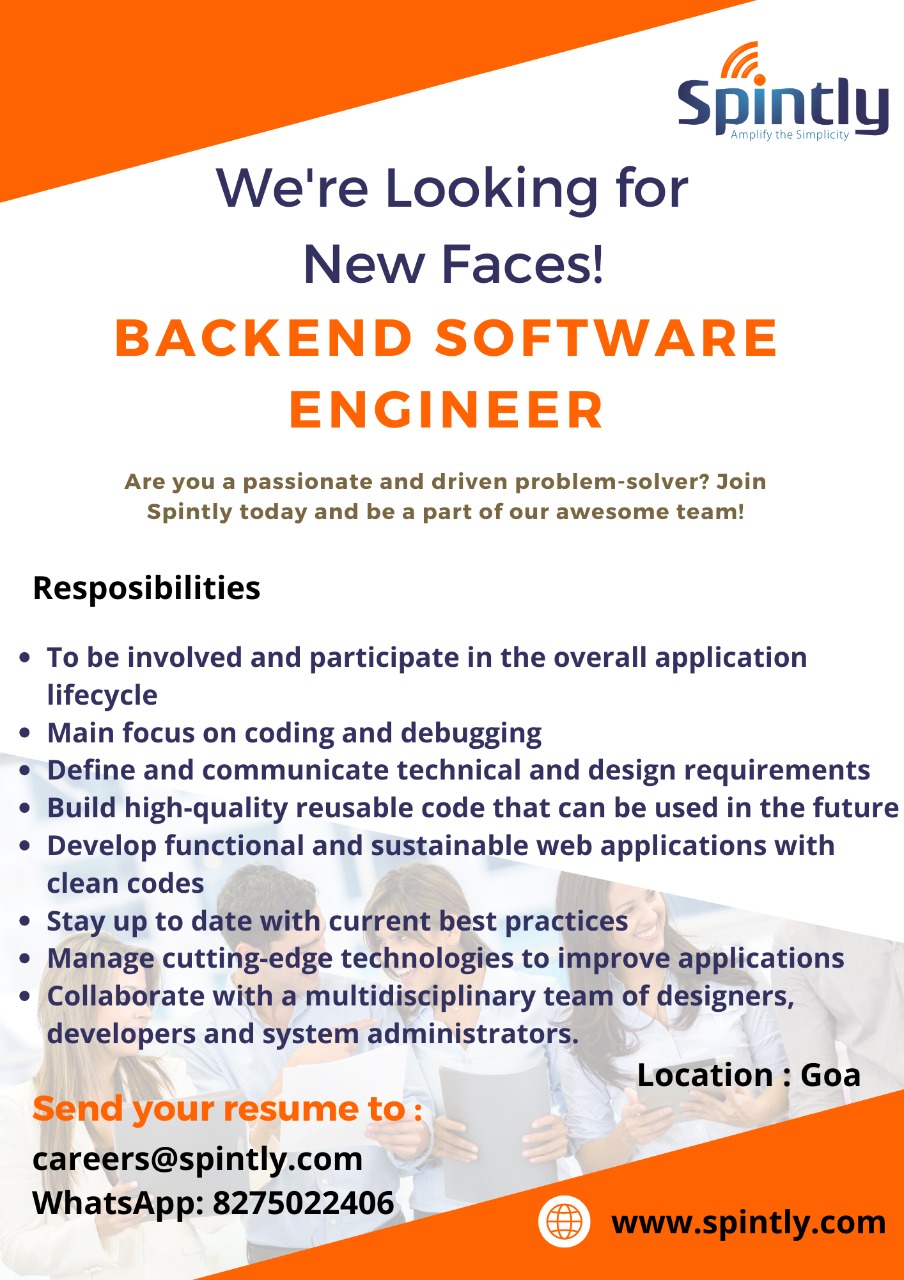 Spintly
Amplify the Simplicity
We're Looking for
New Faces!
BACKEND SOFTWARE
ENGINEER
Are you a passionate and driven problem-solver? Join
Spintly today and be a part of our awesome team!
Resposibilities
• To be involved and participate in the overall application
lifecycle
• Main focus on coding and debugging
• Define and communicate technical and design requirements
• Build high-quality reusable code that can be used in the future
• Develop functional and sustainable web applications with
clean codes
• Stay up to date with current best practices
• Manage cutting-edge technologies to improve applications
• Collaborate with a multidisciplinary team of designers,
developers and system administrators.
Location : Goa
Send your resume to :
careers@spintly.com
WhatsApp: 8275022406
www.spintly.com